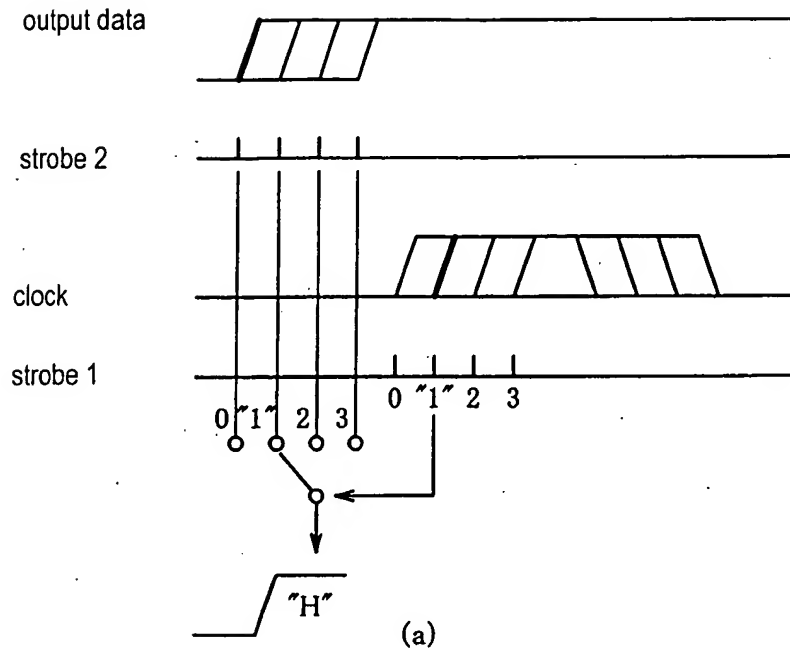 output data
strobe 2
clock
strobe 1
0 "1" 2 3
0 "1" 2 3
"H"
(a)